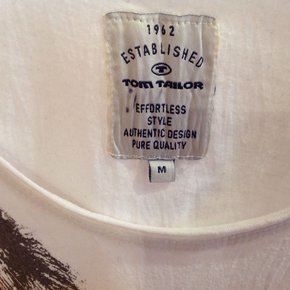 1962
ESTABLISHED
TOM TAILOR
EFFORTLESS
STYLE
AUTHENTIC DESIGN
PURE QUALITY
M